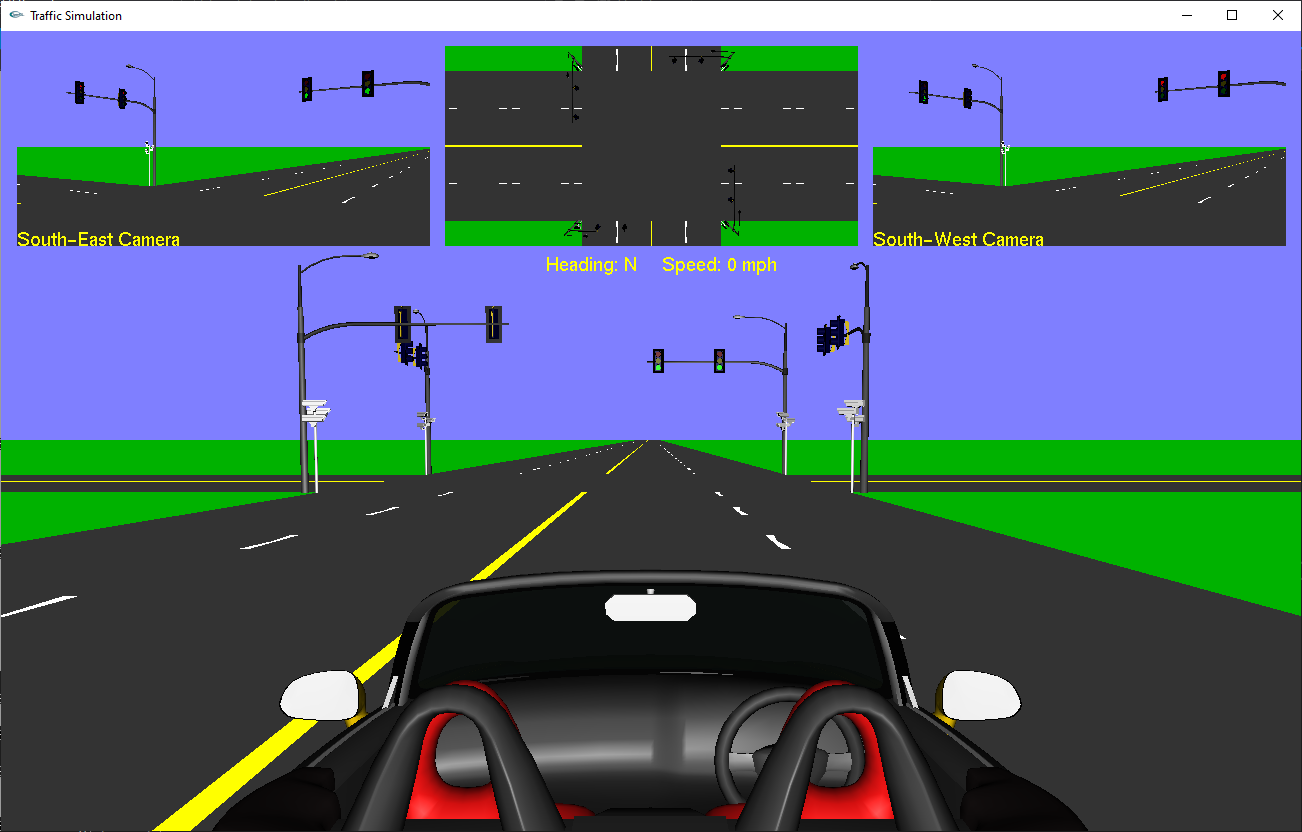 Traffic Simulation
South-East Camera
South-West Camera
Heading: N Speed: 0 mph